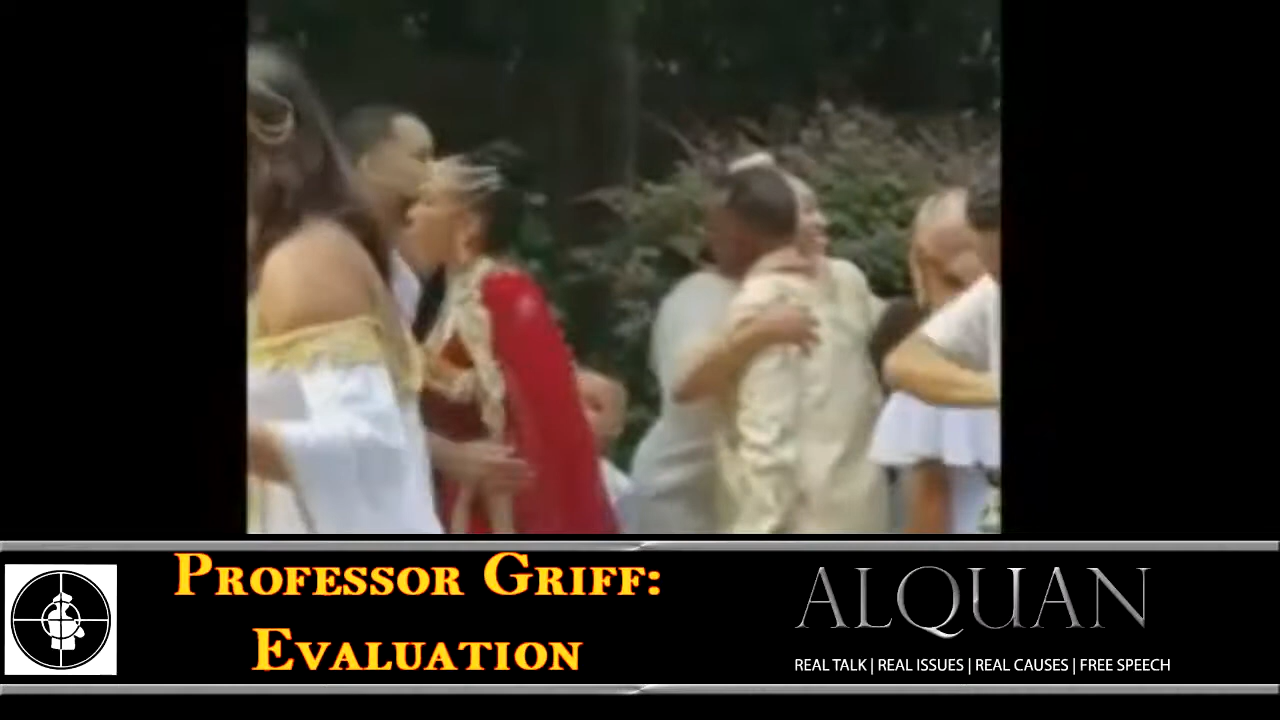 PROFESSOR GRIFF:
EVALUATION
ALQUAN
REAL TALK | REAL ISSUES | REAL CAUSES | FREE SPEECH